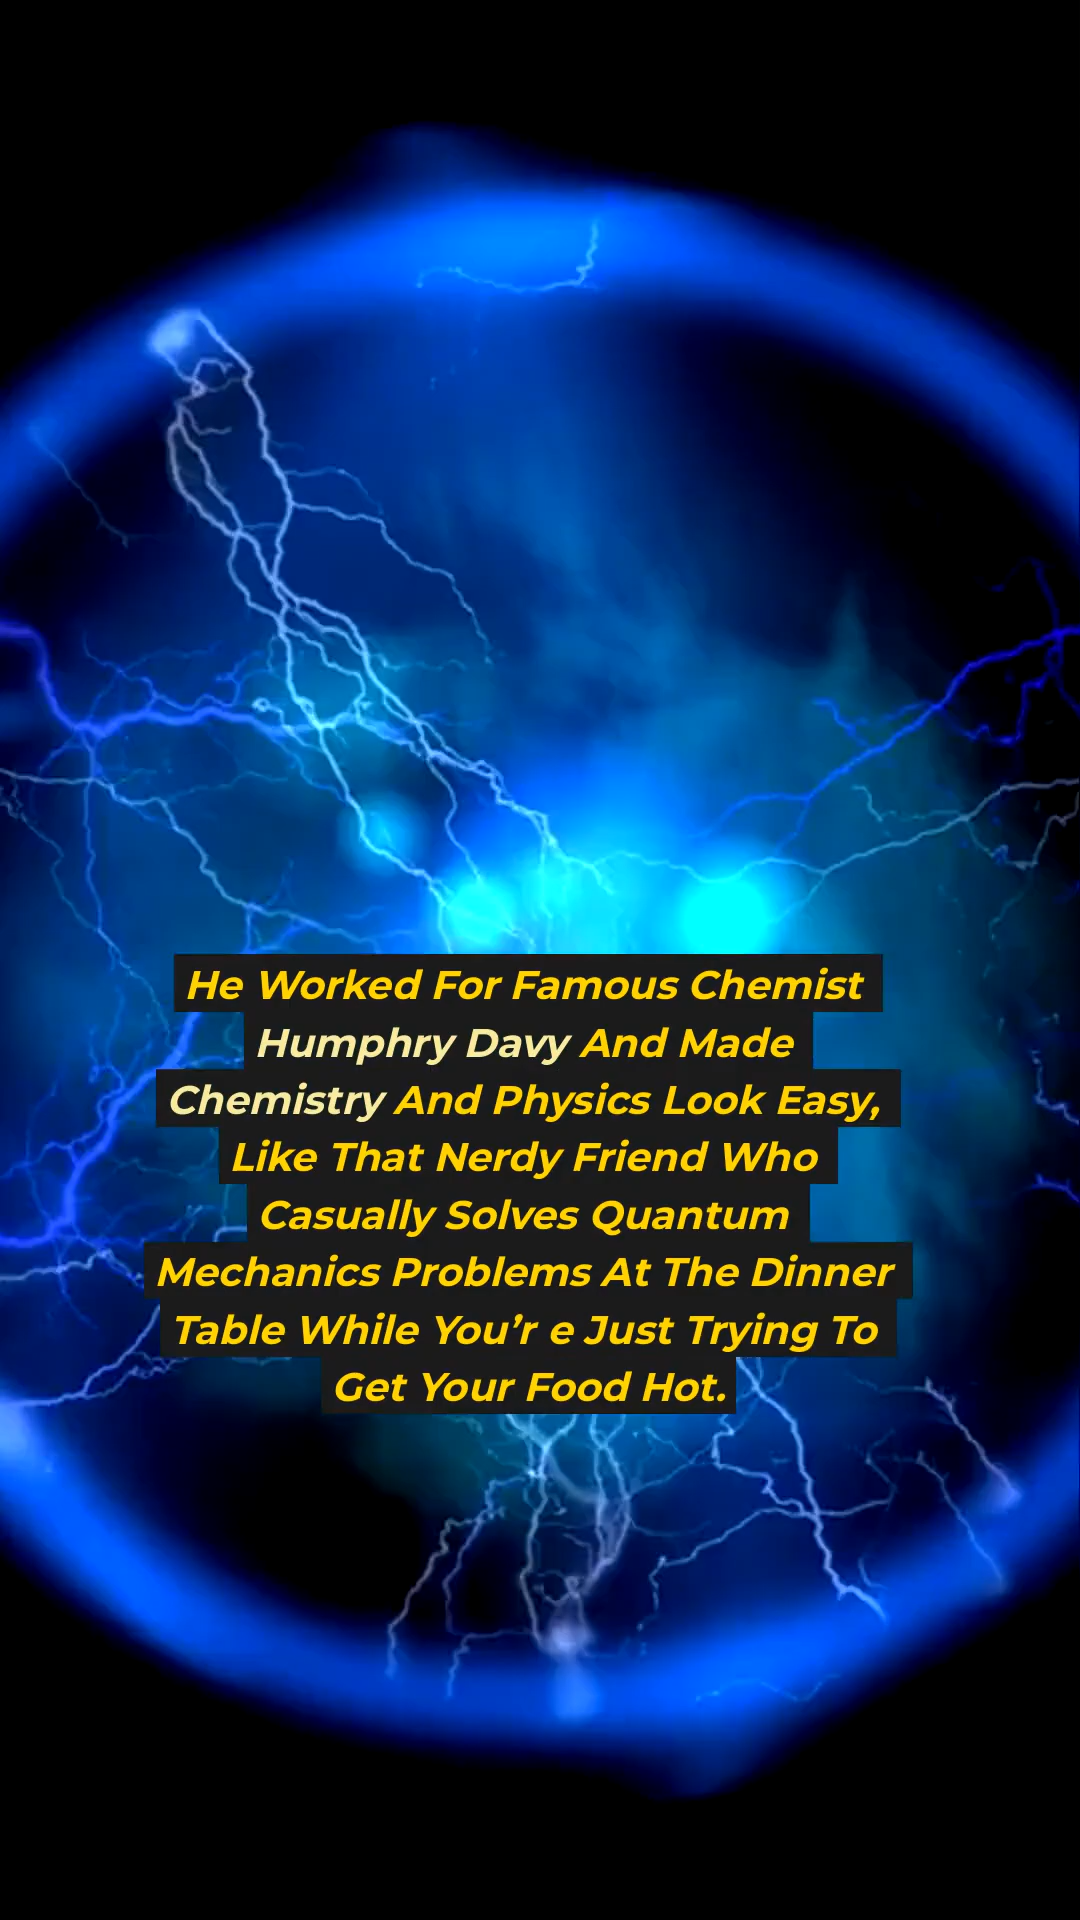 He Worked For Famous Chemist
Humphry Davy And Made
Chemistry And Physics Look Easy,
Like That Nerdy Friend Who
Casually Solves Quantum
Mechanics Problems At The Dinner
Table While You’r e Just Trying To
Get Your Food Hot.